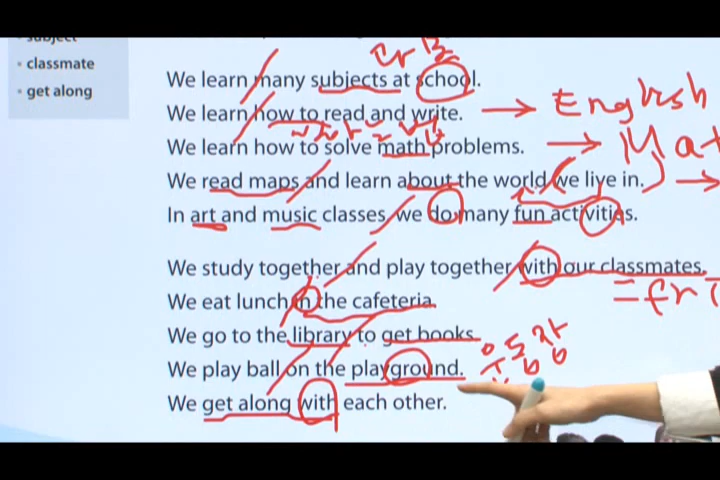 subject
• classmate
• get along
We learn many subjects at school.
We learn how to read and write. → English
We learn how to solve math problems. → Mat
We read maps and learn about the world we live in. →
In art and music classes, we do many fun activities.
We study together and play together with our classmates.
= fri
We eat lunch in the cafeteria.
We go to the library to get books.
We play ball on the playground.
We get along with each other.